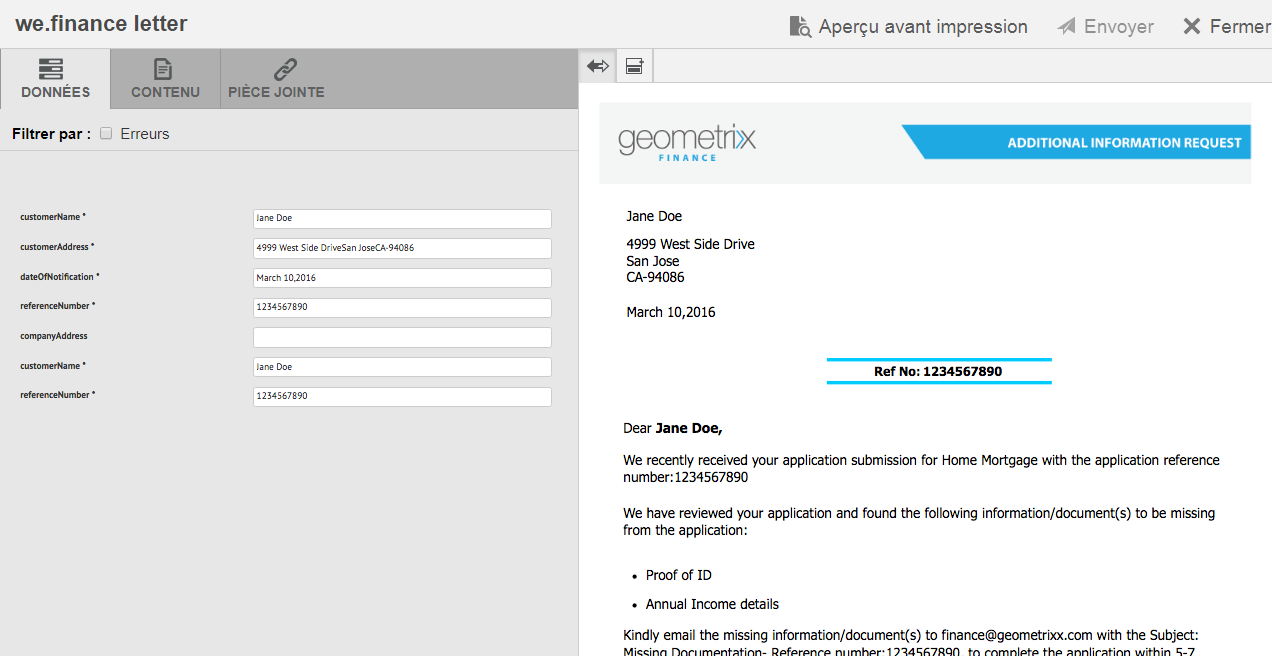 we.finance letter
Aperçu avant impression
Envoyer
Fermer
DONNÉES
CONTENU
PIÈCE JOINTE
Filtrer par :
Erreurs
customerName *
Jane Doe
customerAddress *
4999 West Side DriveSan JoseCA-94086
dateOfNotification *
March 10,2016
referenceNumber *
1234567890
companyAddress
customerName *
Jane Doe
referenceNumber *
1234567890
geometrixx
FINANCE
ADDITIONAL INFORMATION REQUEST
Jane Doe
4999 West Side Drive
San Jose
CA-94086
March 10,2016
Ref No: 1234567890
Dear Jane Doe,
We recently received your application submission for Home Mortgage with the application reference
number:1234567890
We have reviewed your application and found the following information/document(s) to be missing
from the application:
• Proof of ID
• Annual Income details
Kindly email the missing information/document(s) to finance@geometrixx.com with the Subject:
Missing Documentation- Reference number:1234567890, to complete the application within 5-7